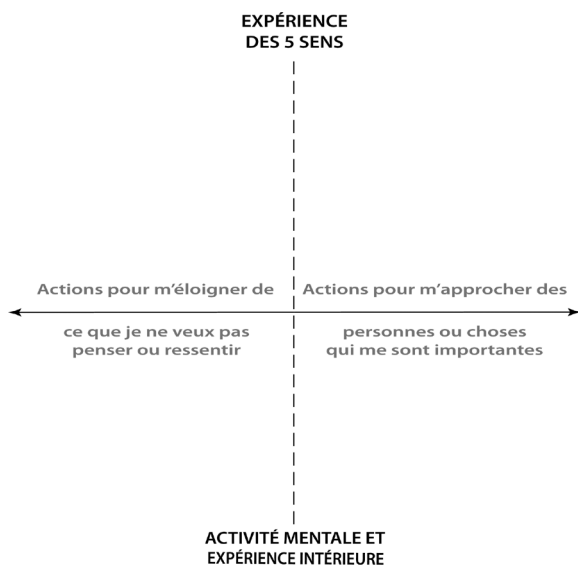 EXPÉRIENCE
DES 5 SENS
Actions pour m'éloigner de
Actions pour m'approcher des
ce que je ne veux pas
penser ou ressentir
personnes ou choses
qui me sont importantes
ACTIVITÉ MENTALE ET
EXPÉRIENCE INTÉRIEURE